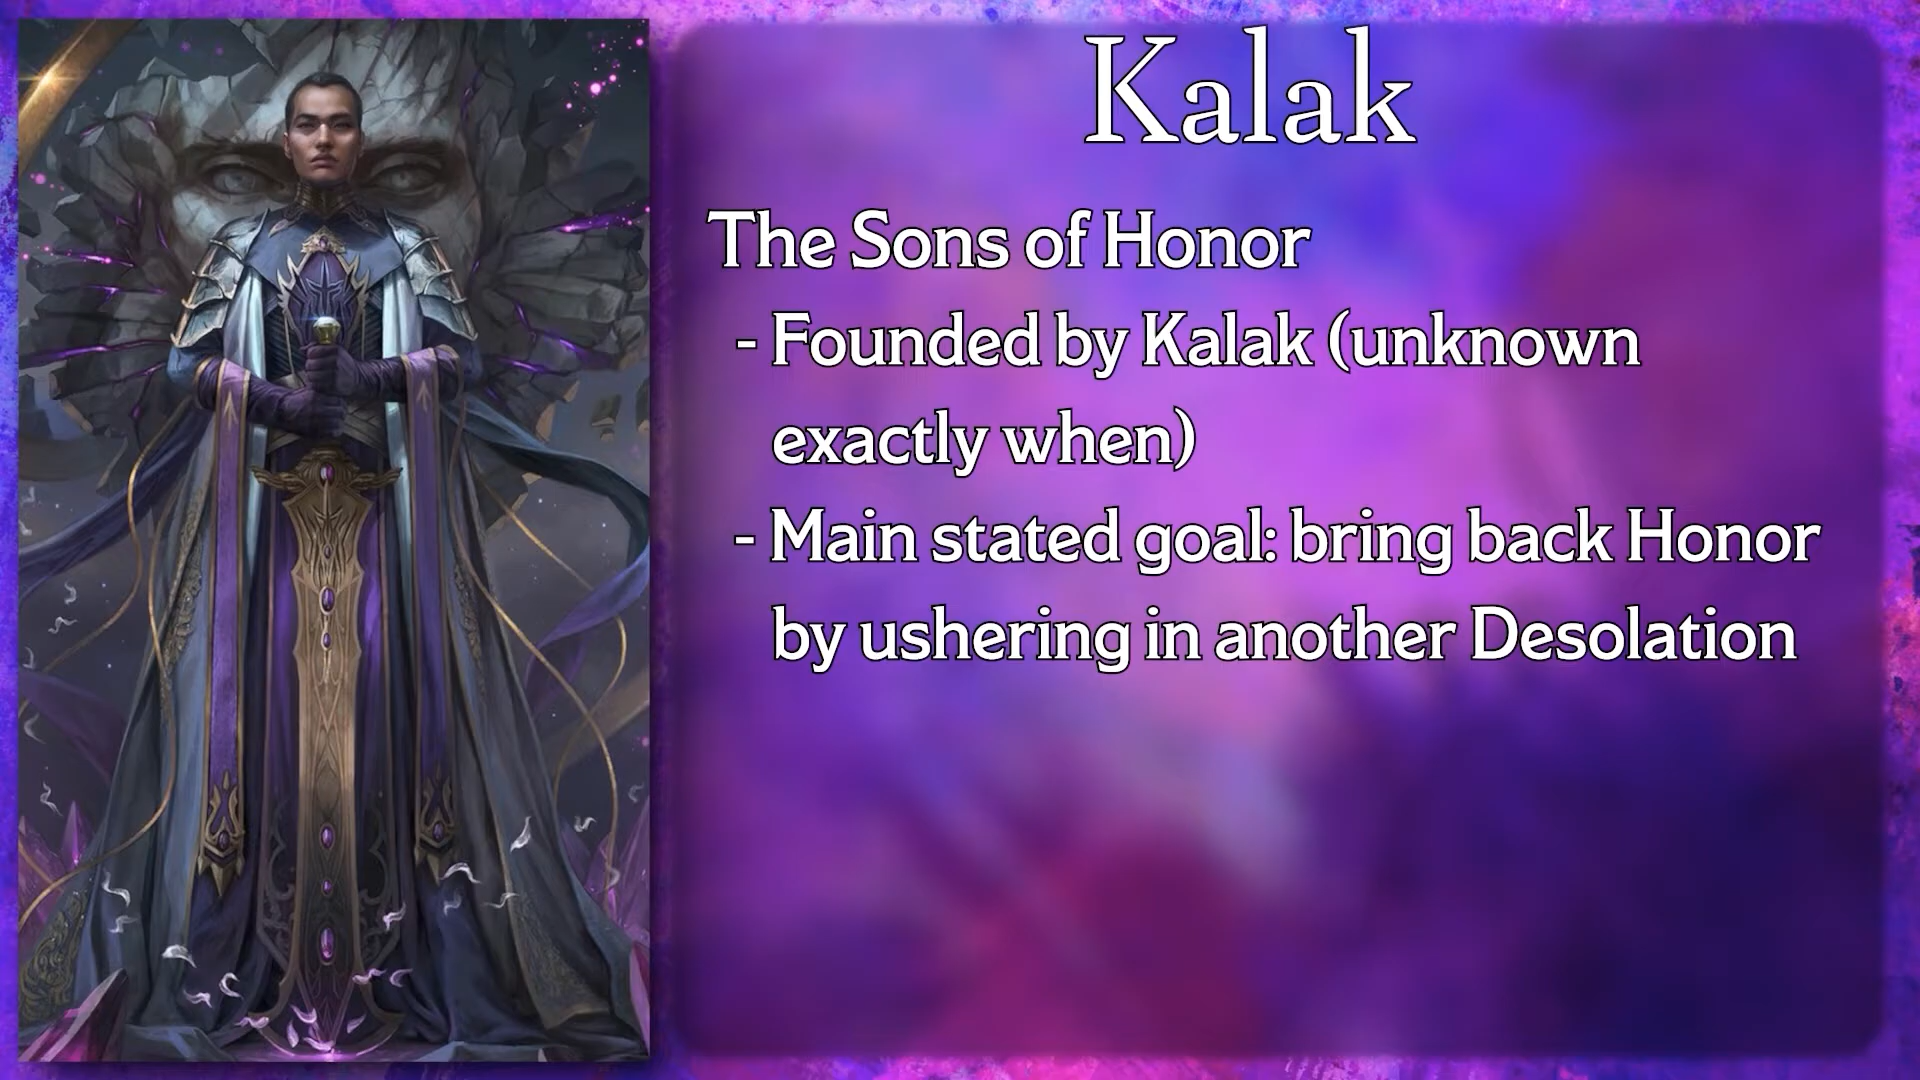 Kalak
The Sons of Honor
- Founded by Kalak (unknown
exactly when)
- Main stated goal: bring back Honor
by ushering in another Desolation